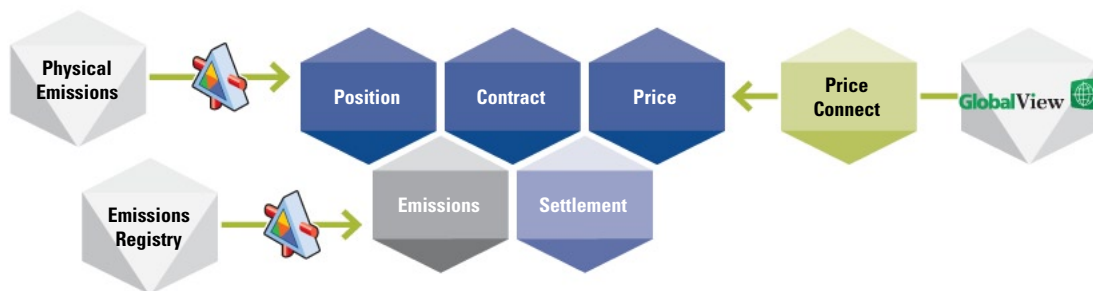 Physical
Emissions
Position
Contract
Price
Price
Connect
GlobalView
Emissions
Registry
Emissions
Settlement